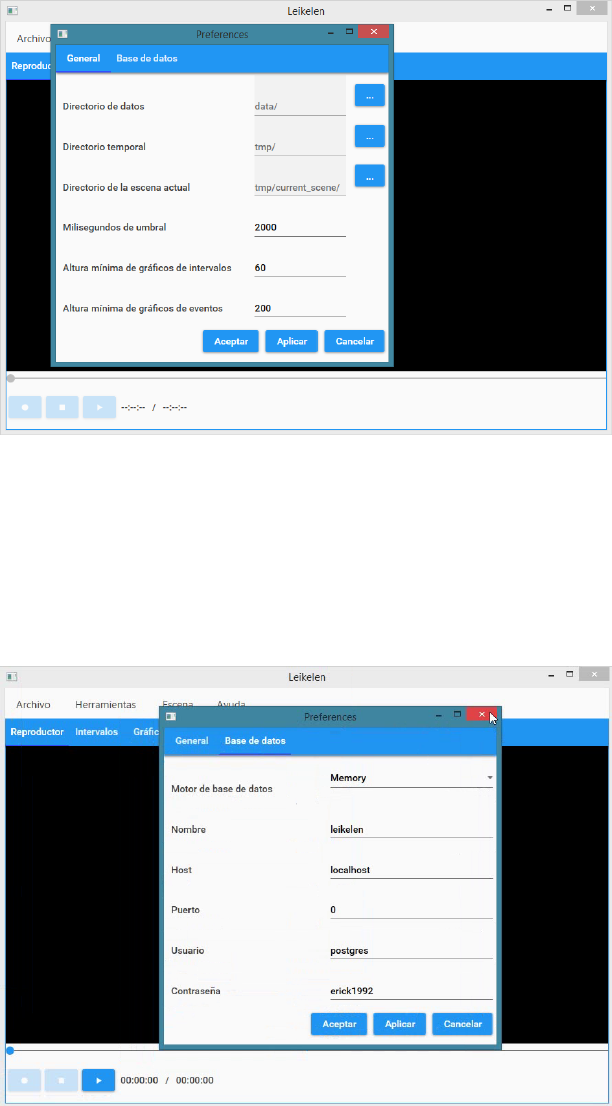 Leikelen
Archivo
Preferences
Reproduc
General Base de datos
Directorio de datos data/ ...
Directorio temporal tmp/ ...
Directorio de la escena actual tmp/current_scene/ ...
Milisegundos de umbral 2000
Altura mínima de gráficos de intervalos 60
Altura mínima de gráficos de eventos 200
Aceptar Aplicar Cancelar
--:--:-- / --:--:--
Leikelen
Archivo Herramientas Escena Ayuda
Preferences
Reproductor Intervalos Gráfic
General Base de datos
Motor de base de datos Memory
Nombre leikelen
Host localhost
Puerto 0
Usuario postgres
Contraseña erick1992
Aceptar Aplicar Cancelar
00:00:00 / 00:00:00